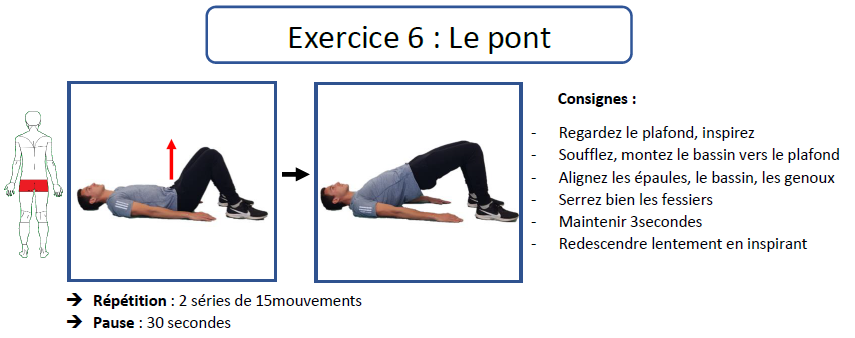 Exercice 6 : Le pont
Consignes :
- Regardez le plafond, inspirez
- Soufflez, montez le bassin vers le plafond
- Alignez les épaules, le bassin, les genoux
- Serrez bien les fessiers
- Maintenir 3secondes
- Redescendre lentement en inspirant
➔ Répétition : 2 séries de 15mouvements
➔ Pause : 30 secondes